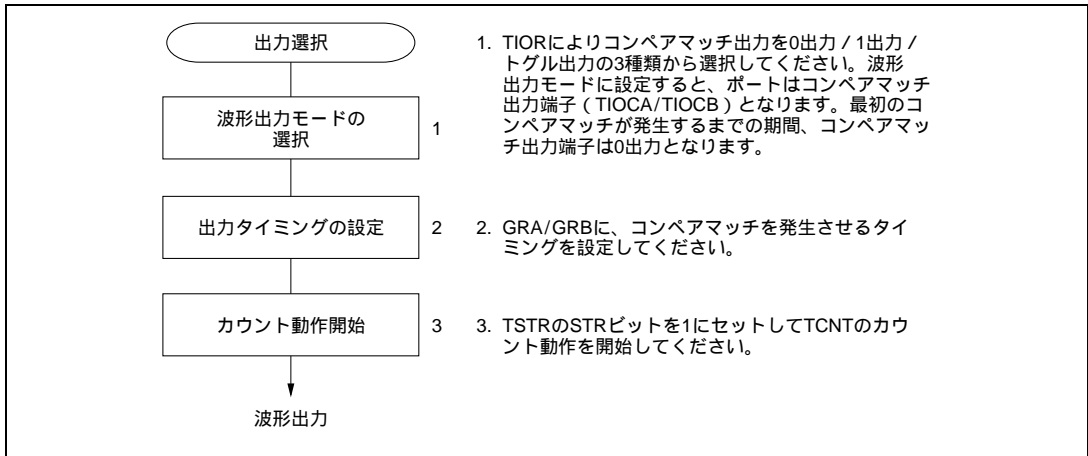 出力選択
波形出力モードの
選択
1
出力タイミングの設定
2
カウント動作開始
3
波形出力
1. TIORによりコンペアマッチ出力を0出力 / 1出力 /
トグル出力の3種類から選択してください。波形
出力モードに設定すると、ポートはコンペアマッチ
出力端子（TIOCA/TIOCB）となります。最初のコ
ンペアマッチが発生するまでの期間、コンペアマッ
チ出力端子は0出力となります。
2. GRA/GRBに、コンペアマッチを発生させるタイ
ミングを設定してください。
3. TSTRのSTRビットを1にセットしてTCNTのカウ
ント動作を開始してください。